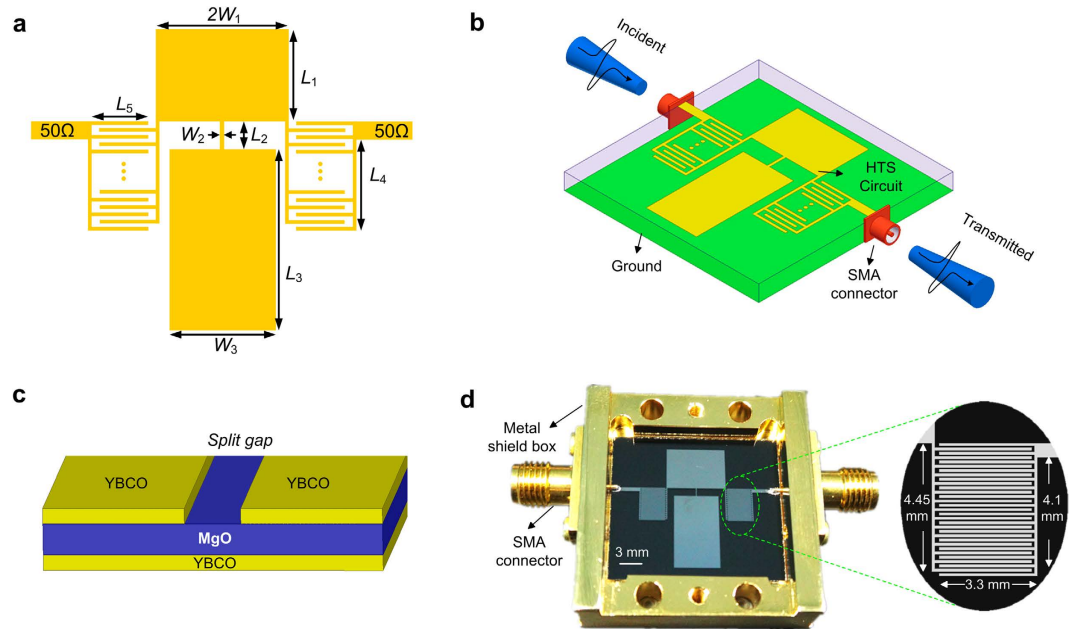 a
2W1
L1
L5
50Ω
W2
L2
50Ω
L4
L3
W3
b
Incident
HTS
Circuit
Ground
SMA
connector
Transmitted
c
Split gap
YBCO
YBCO
MgO
YBCO
d
Metal
shield box
SMA
connector
3 mm
4.45
mm
4.1
mm
3.3 mm